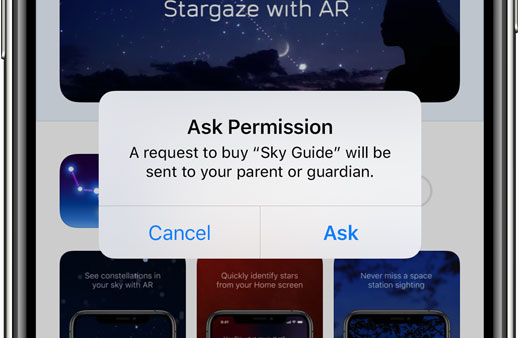 Stargaze with AR
Ask Permission
A request to buy “Sky Guide” will be
sent to your parent or guardian.
Cancel
Ask
See constellations in
your sky with AR
Quickly identify stars
from your Home screen
Never miss a space
station sighting
9:41